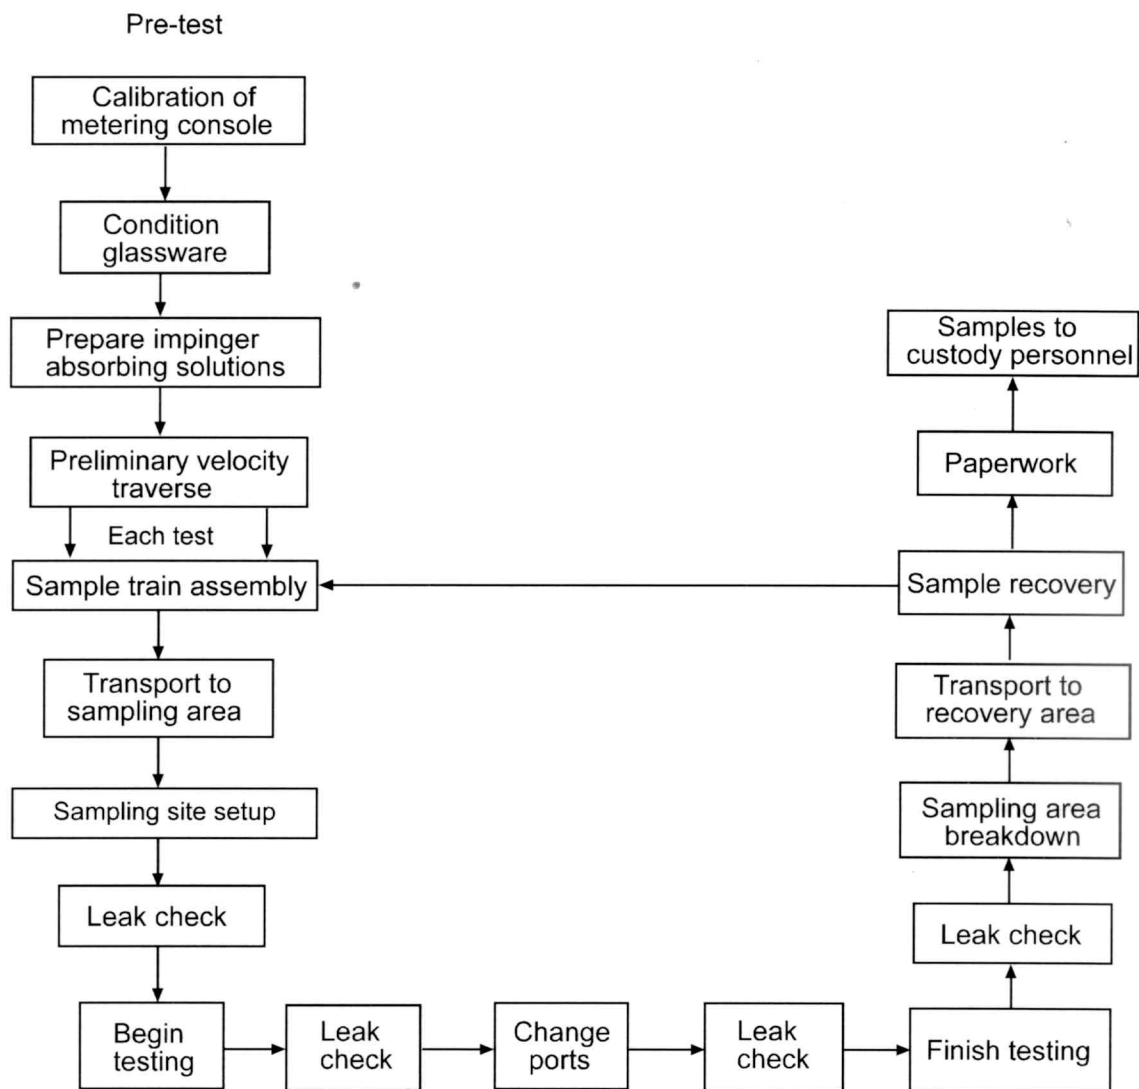 Pre-test
Calibration of
metering console
Condition
glassware
Prepare impinger
absorbing solutions
Preliminary velocity
traverse
Each test
Sample train assembly
Transport to
sampling area
Sampling site setup
Leak check
Begin
testing
Leak
check
Change
ports
Leak
check
Finish testing
Leak check
Sampling area
breakdown
Transport to
recovery area
Sample recovery
Paperwork
Samples to
custody personnel